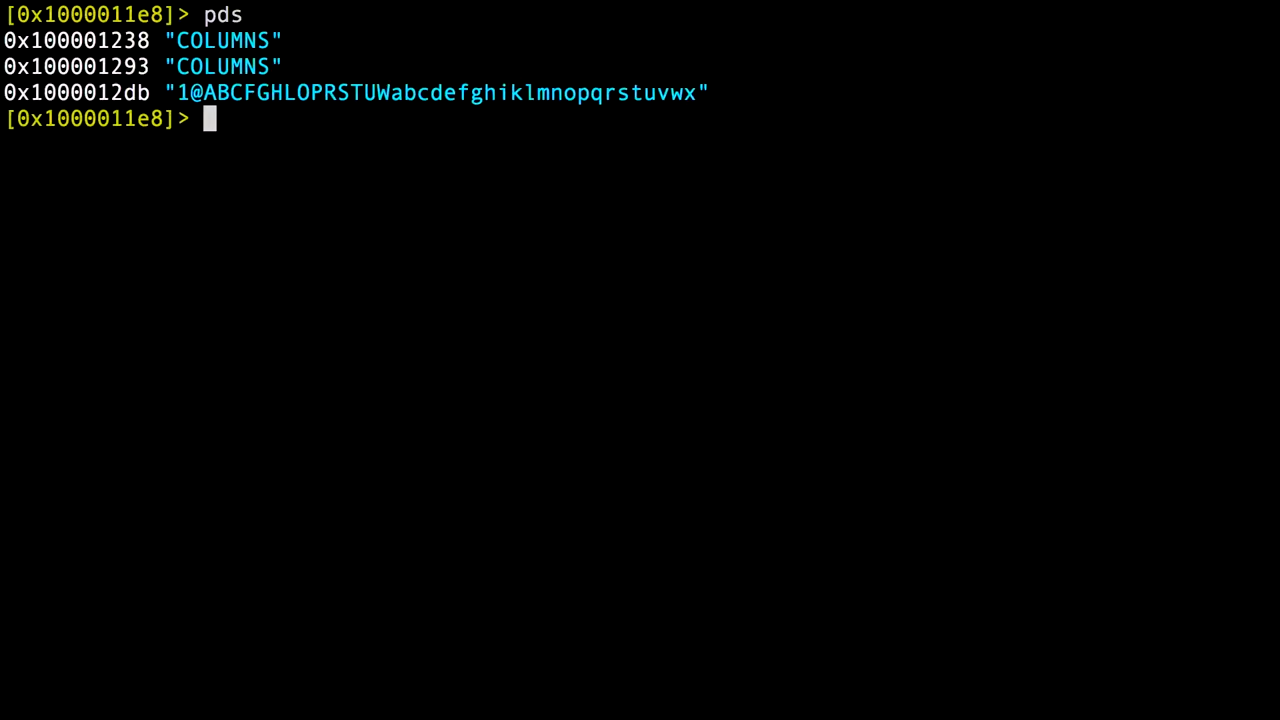 [0x1000011e8]> pds
0x100001238 "COLUMNS"
0x100001293 "COLUMNS"
0x1000012db "1@ABCFGHLOPRSTUWabcdefghiklmnopqrstuvwx"
[0x1000011e8]>